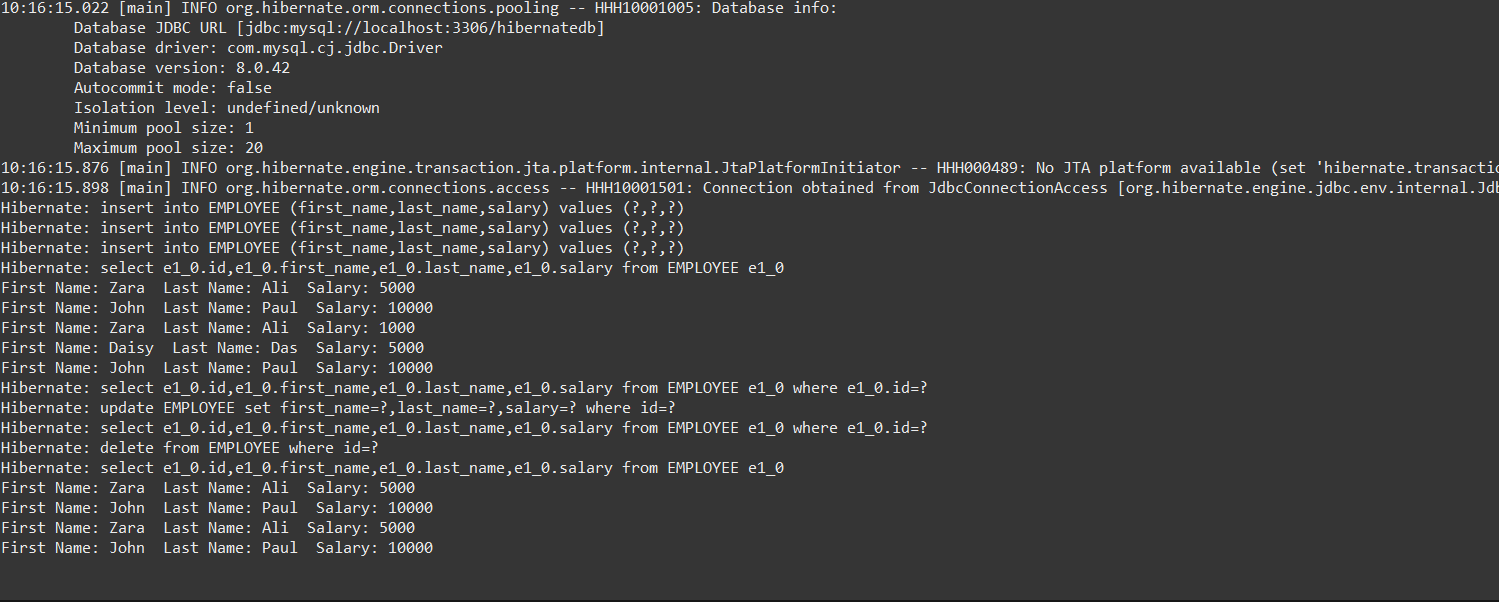 10:16:15.022 [main] INFO org.hibernate.orm.connections.pooling -- HHH10001005: Database info:
Database JDBC URL [jdbc:mysql://localhost:3306/hibernatedb]
Database driver: com.mysql.cj.jdbc.Driver
Database version: 8.0.42
Autocommit mode: false
Isolation level: undefined/unknown
Minimum pool size: 1
Maximum pool size: 20
10:16:15.876 [main] INFO org.hibernate.engine.transaction.jta.platform.internal.JtaPlatformInitiator -- HHH000489: No JTA platform available (set 'hibernate.transactio
10:16:15.898 [main] INFO org.hibernate.orm.connections.access -- HHH10001501: Connection obtained from JdbcConnectionAccess [org.hibernate.engine.jdbc.env.internal.Jdb
Hibernate: insert into EMPLOYEE (first_name,last_name,salary) values (?,?,?)
Hibernate: insert into EMPLOYEE (first_name,last_name,salary) values (?,?,?)
Hibernate: insert into EMPLOYEE (first_name,last_name,salary) values (?,?,?)
Hibernate: select e1_0.id,e1_0.first_name,e1_0.last_name,e1_0.salary from EMPLOYEE e1_0
First Name: Zara  Last Name: Ali  Salary: 5000
First Name: John  Last Name: Paul  Salary: 10000
First Name: Zara  Last Name: Ali  Salary: 1000
First Name: Daisy  Last Name: Das  Salary: 5000
First Name: John  Last Name: Paul  Salary: 10000
Hibernate: select e1_0.id,e1_0.first_name,e1_0.last_name,e1_0.salary from EMPLOYEE e1_0 where e1_0.id=?
Hibernate: update EMPLOYEE set first_name=?,last_name=?,salary=? where id=?
Hibernate: select e1_0.id,e1_0.first_name,e1_0.last_name,e1_0.salary from EMPLOYEE e1_0 where e1_0.id=?
Hibernate: delete from EMPLOYEE where id=?
Hibernate: select e1_0.id,e1_0.first_name,e1_0.last_name,e1_0.salary from EMPLOYEE e1_0
First Name: Zara  Last Name: Ali  Salary: 5000
First Name: John  Last Name: Paul  Salary: 10000
First Name: Zara  Last Name: Ali  Salary: 5000
First Name: John  Last Name: Paul  Salary: 10000